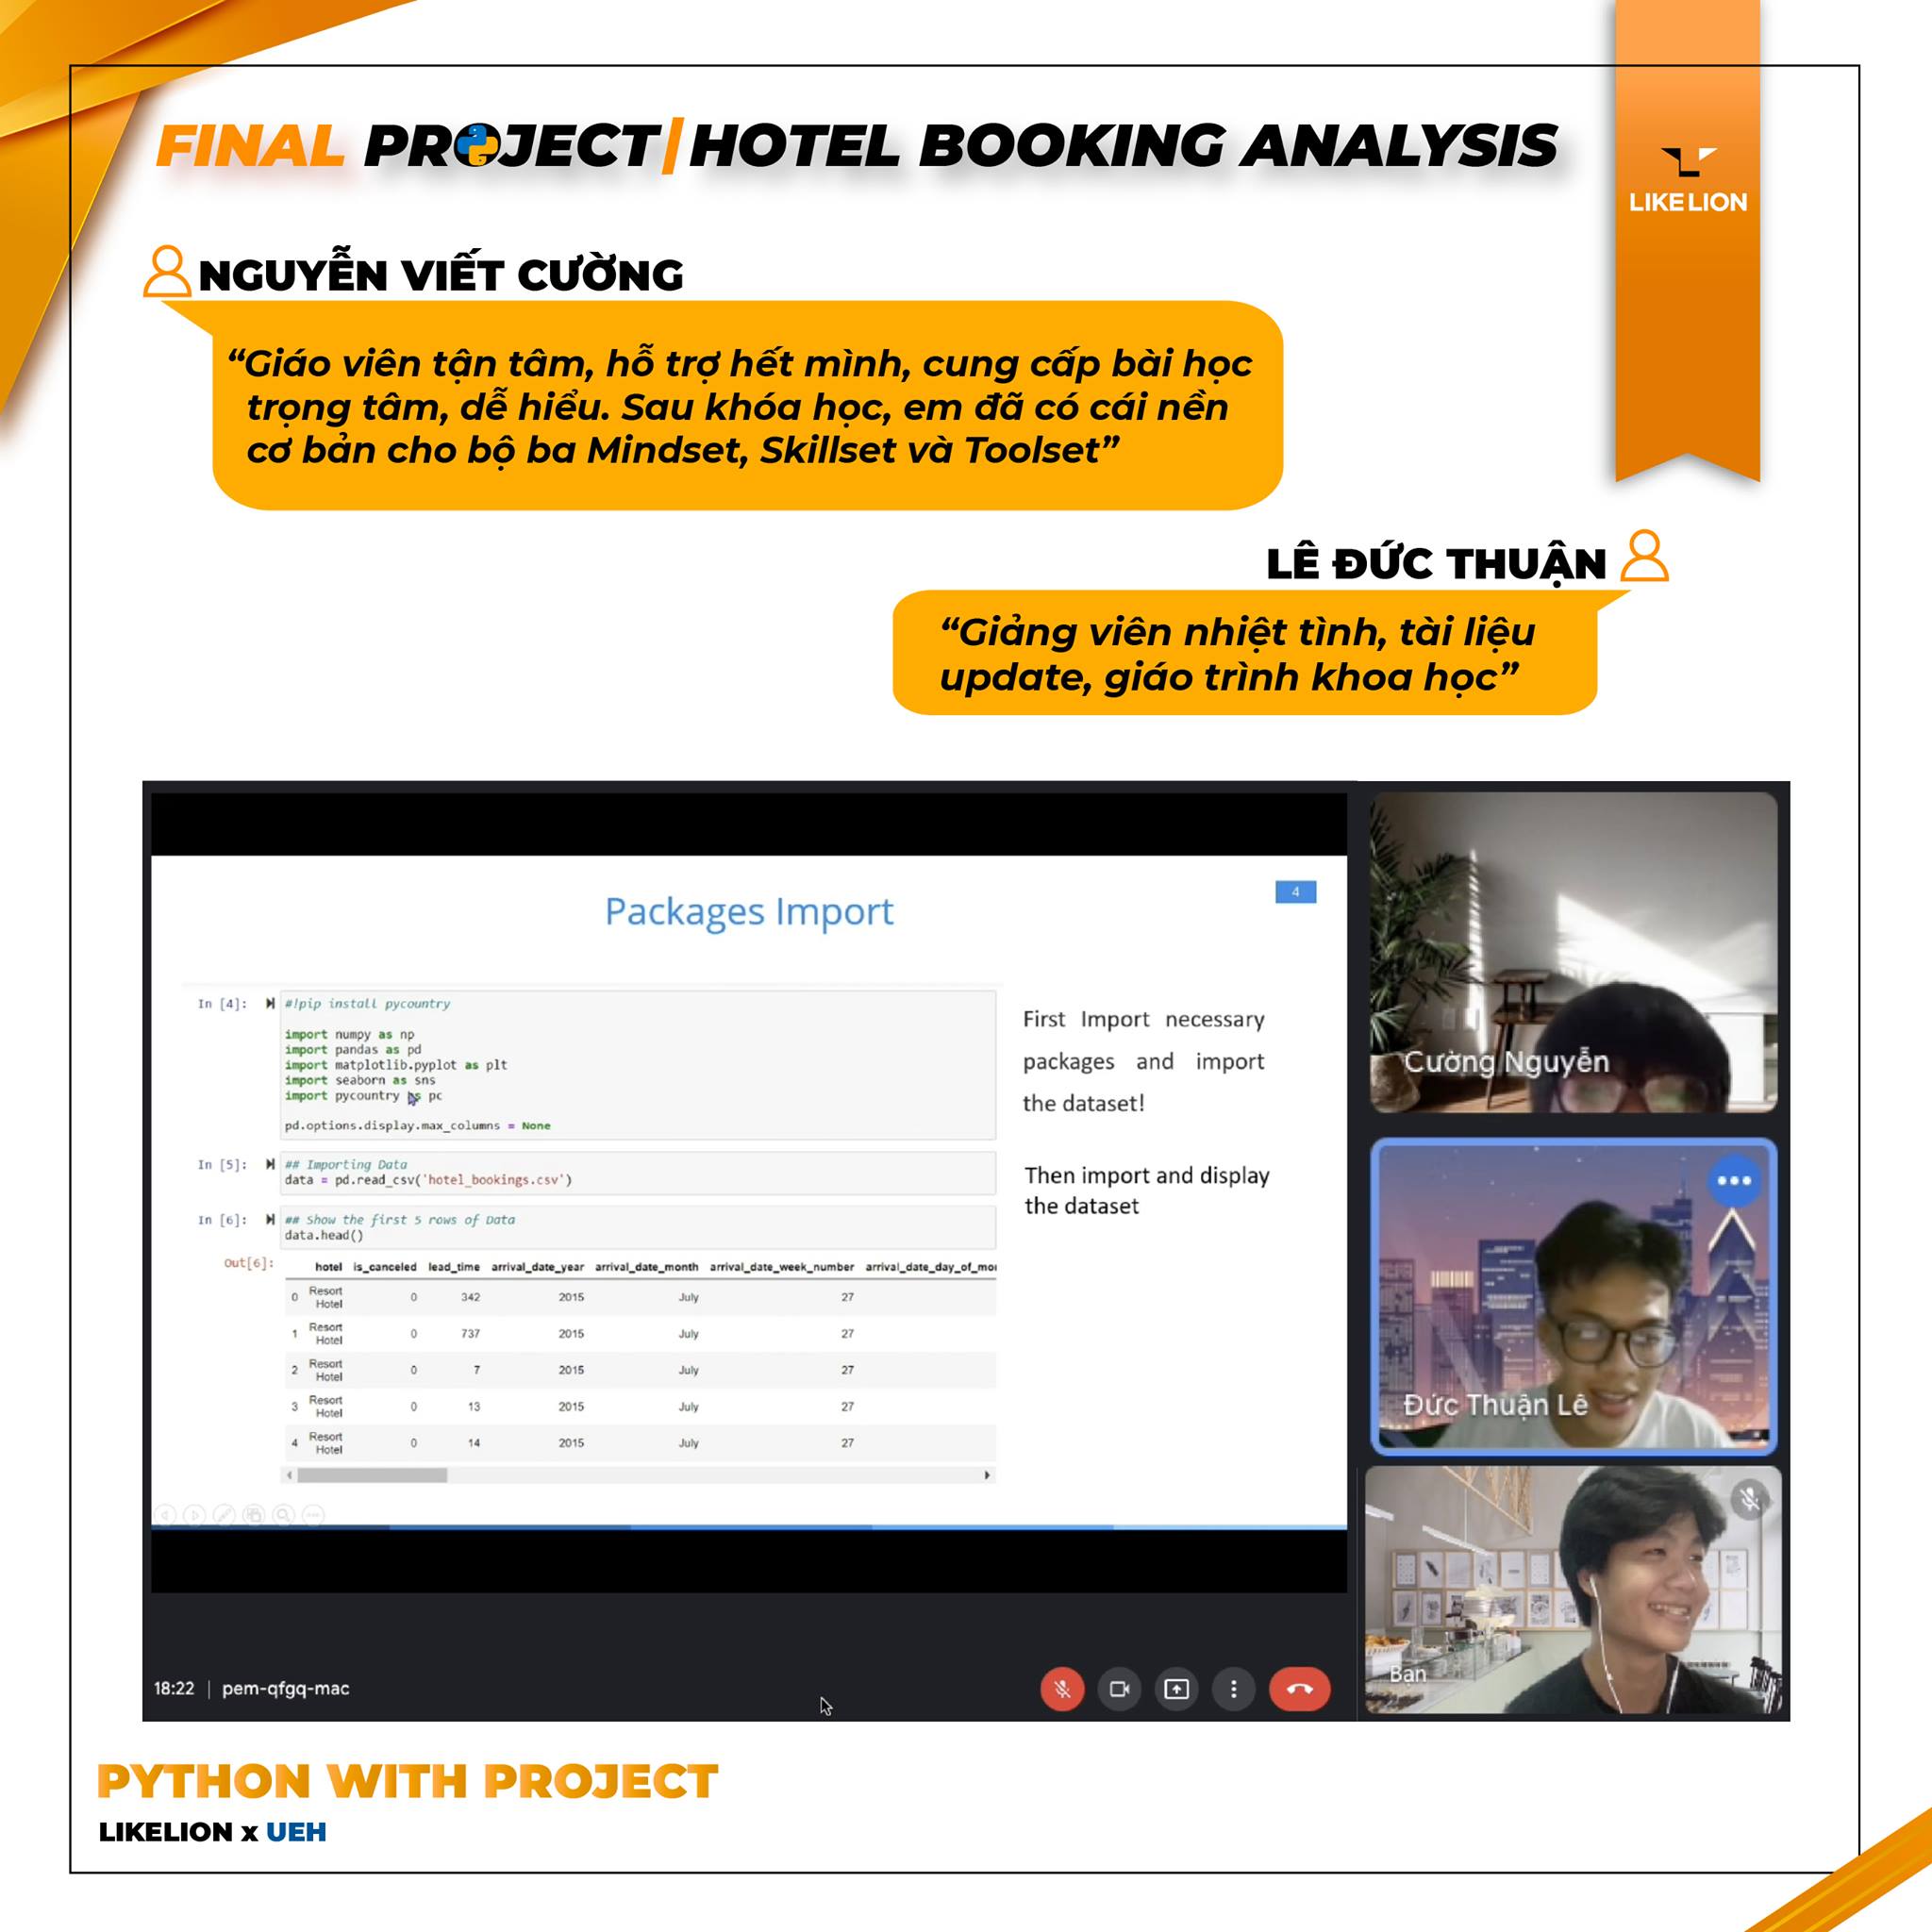 FINAL PROJECT|HOTEL BOOKING ANALYSIS
LIKELION
NGUYỄN VIẾT CƯỜNG
“Giáo viên tận tâm, hỗ trợ hết mình, cung cấp bài học
trọng tâm, dễ hiểu. Sau khóa học, em đã có cái nền
cơ bản cho bộ ba Mindset, Skillset và Toolset”
LÊ ĐỨC THUẬN
“Giảng viên nhiệt tình, tài liệu
update, giáo trình khoa học”
Packages Import
4
In [4]: #!pip install pycountry
import numpy as np
import pandas as pd
import matplotlib.pyplot as plt
import seaborn as sns
import pycountry as pc
pd.options.display.max_columns = None
In [5]: ## Importing Data
data = pd.read_csv('hotel_bookings.csv')
In [6]: ## Show the first 5 rows of Data
data.head()
Out[6]:
hotel is_canceled lead_time arrival_date_year arrival_date_month arrival_date_week_number arrival_date_day_of_mo
0 Resort Hotel 0 342 2015 July 27
1 Resort Hotel 0 737 2015 July 27
2 Resort Hotel 0 7 2015 July 27
3 Resort Hotel 0 13 2015 July 27
4 Resort Hotel 0 14 2015 July 27
First Import necessary
packages and import
the dataset!
Then import and display
the dataset
Cường Nguyễn
Đức Thuận Lê
Bạn
18:22 | pem-qfgq-mac
PYTHON WITH PROJECT
LIKELION x UEH